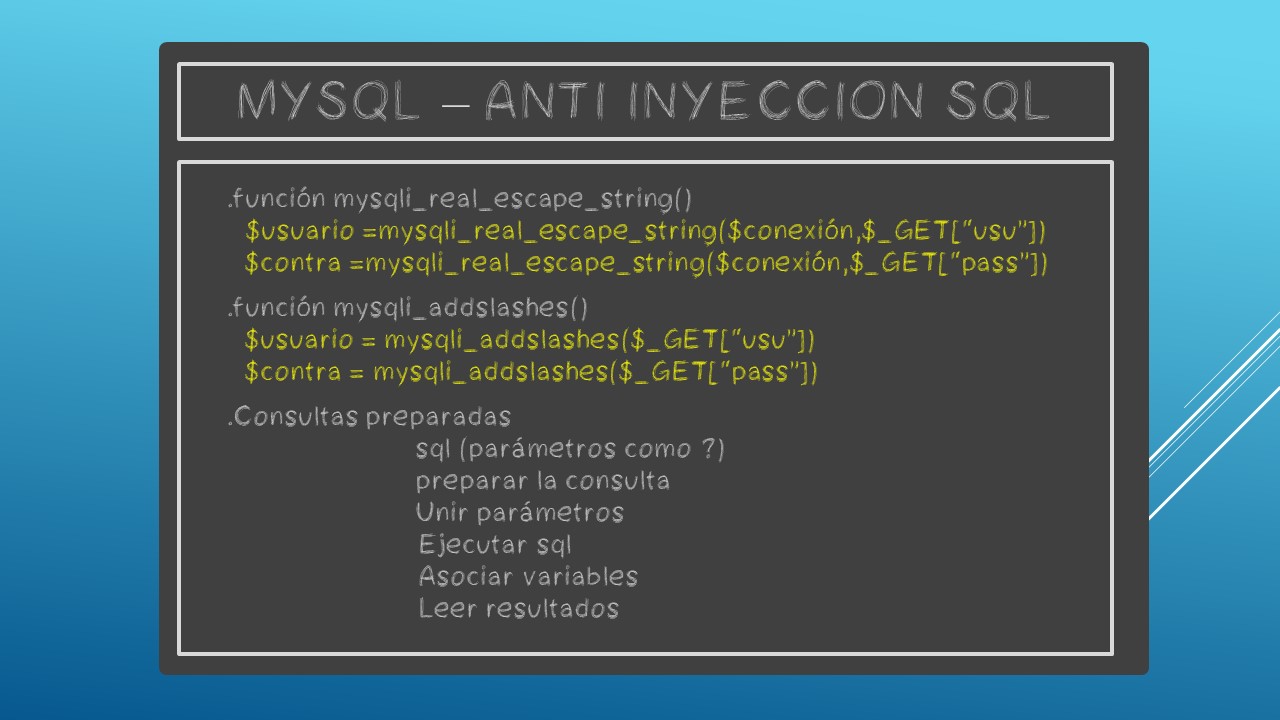 MYSQL – ANTI INYECCION SQL
.función mysqli_real_escape_string()
$usuario =mysqli_real_escape_string($conexión,$_GET[“usu”])
$contra =mysqli_real_escape_string($conexión,$_GET[“pass”])
.función mysqli_addslashes()
$usuario = mysqli_addslashes($_GET[“usu”])
$contra = mysqli_addslashes($_GET[“pass”])
.Consultas preparadas
sql (parámetros como ?)
preparar la consulta
Unir parámetros
Ejecutar sql
Asociar variables
Leer resultados